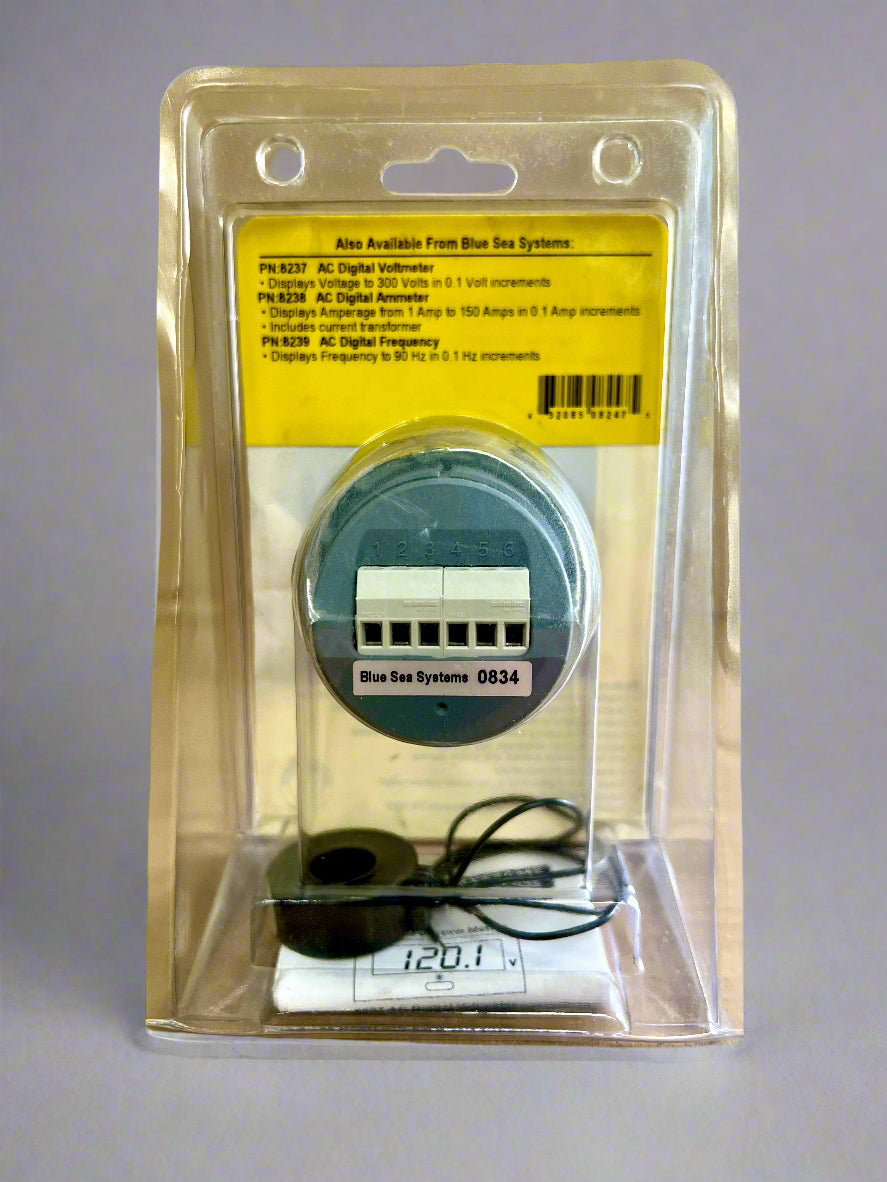 Also Available From Blue Sea Systems:
PN:8237 AC Digital Voltmeter
• Displays Voltage to 300 Volts in 0.1 Volt increments
PN:8238 AC Digital Ammeter
• Displays Amperage from 1 Amp to 150 Amps in 0.1 Amp increments
• Includes current transformer
PN:8239 AC Digital Frequency
• Displays Frequency to 90 Hz in 0.1 Hz increments
32085 08247
1 2 3 4 5 6
Blue Sea Systems 0834
120.1 V